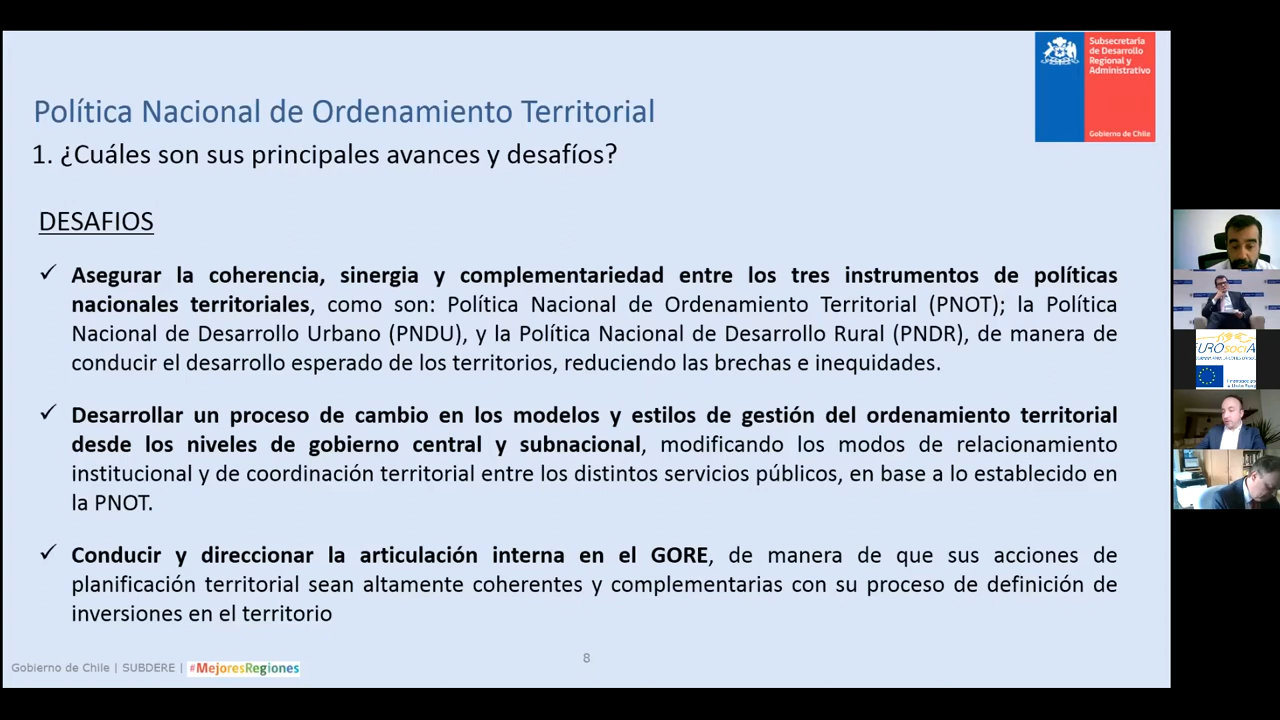 Subsecretaría
de Desarrollo
Regional y
Administrativo
Gobierno de Chile
Política Nacional de Ordenamiento Territorial
1. ¿Cuáles son sus principales avances y desafíos?
DESAFIOS
✓ Asegurar la coherencia, sinergia y complementariedad entre los tres instrumentos de políticas
nacionales territoriales, como son: Política Nacional de Ordenamiento Territorial (PNOT); la Política
Nacional de Desarrollo Urbano (PNDU), y la Política Nacional de Desarrollo Rural (PNDR), de manera de
conducir el desarrollo esperado de los territorios, reduciendo las brechas e inequidades.
✓ Desarrollar un proceso de cambio en los modelos y estilos de gestión del ordenamiento territorial
desde los niveles de gobierno central y subnacional, modificando los modos de relacionamiento
institucional y de coordinación territorial entre los distintos servicios públicos, en base a lo establecido en
la PNOT.
✓ Conducir y direccionar la articulación interna en el GORE, de manera de que sus acciones de
planificación territorial sean altamente coherentes y complementarias con su proceso de definición de
inversiones en el territorio
Gobierno de Chile | SUBDERE | #MejoresRegiones
8